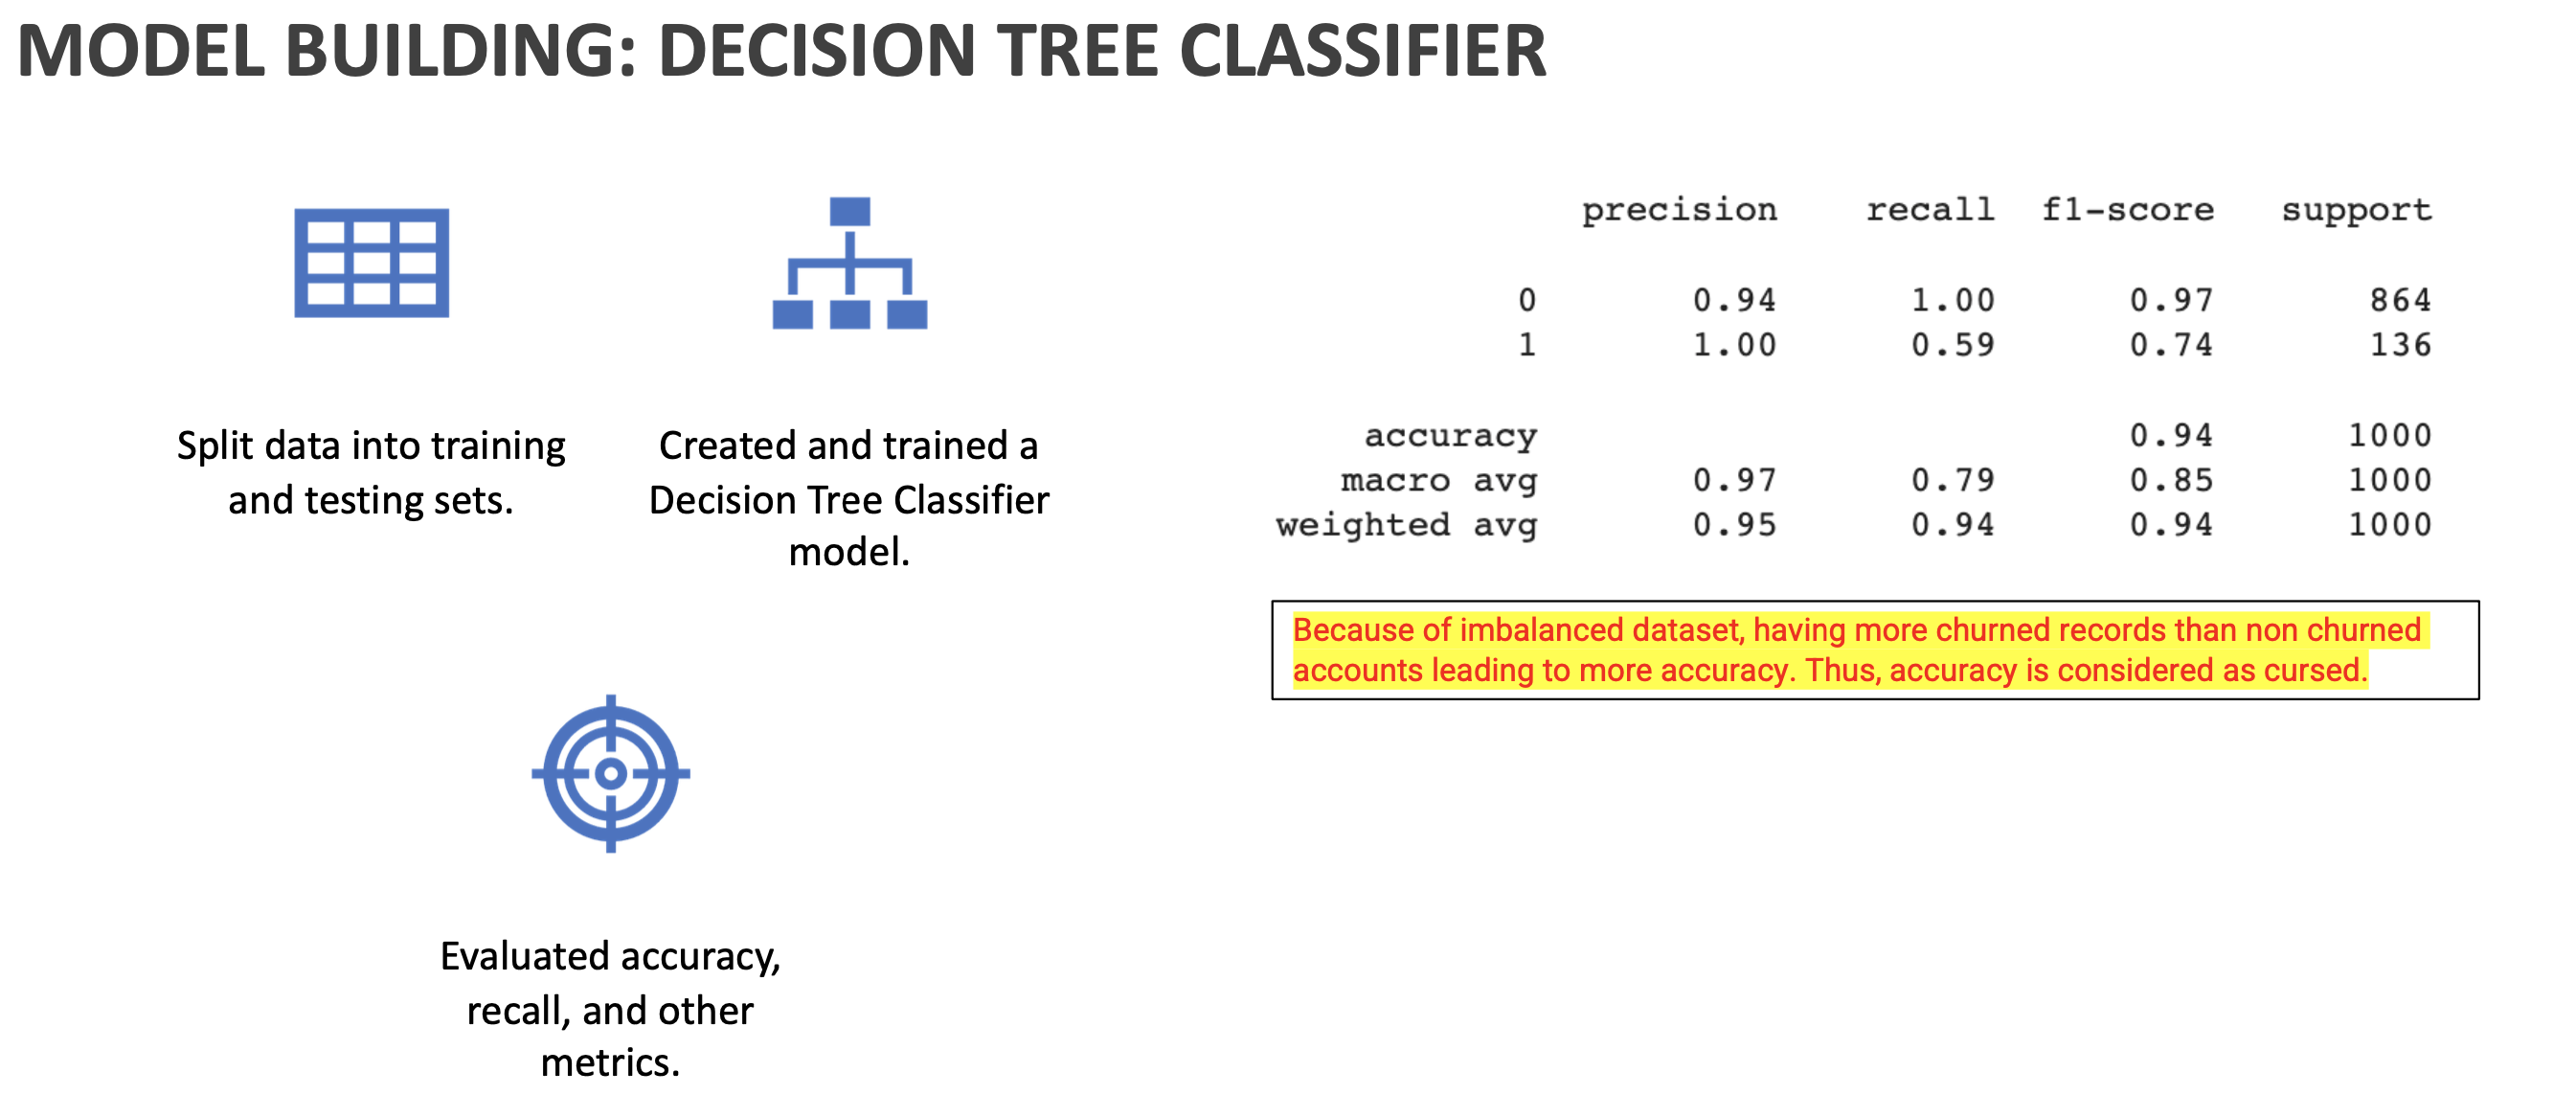 MODEL BUILDING: DECISION TREE CLASSIFIER
Split data into training
and testing sets.
Created and trained a
Decision Tree Classifier
model.
Evaluated accuracy,
recall, and other
metrics.
precision recall f1-score support
0 0.94 1.00 0.97 864
1 1.00 0.59 0.74 136
accuracy 0.94 1000
macro avg 0.97 0.79 0.85 1000
weighted avg 0.95 0.94 0.94 1000
Because of imbalanced dataset, having more churned records than non churned
accounts leading to more accuracy. Thus, accuracy is considered as cursed.